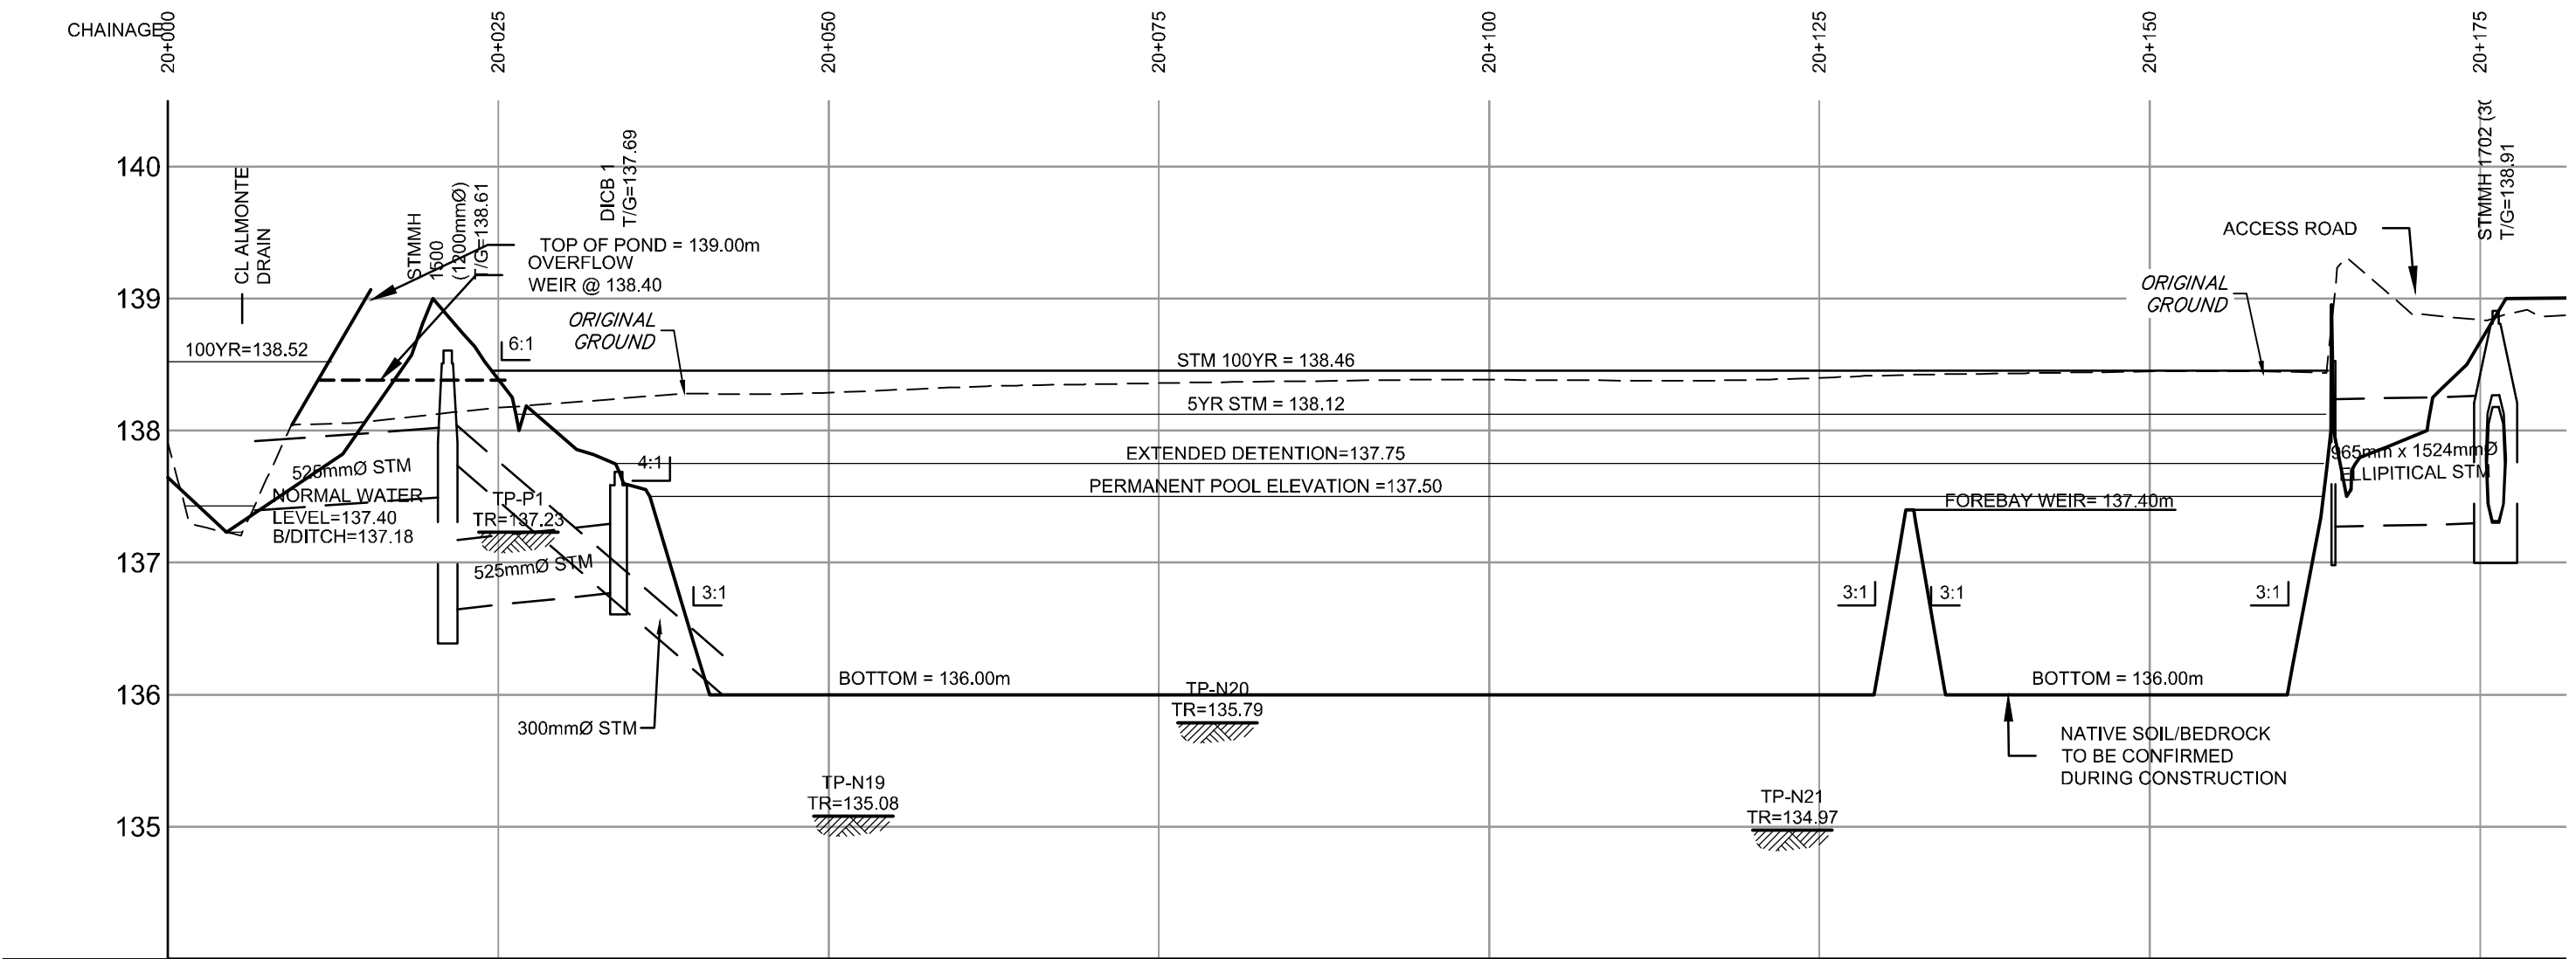 CHAINAGE
20+000
20+025
20+050
20+075
20+100
20+125
20+150
20+175
140
139
138
137
136
135
CL ALMONTE
DRAIN
STMMH
1500
(1200mmØ)
T/G=138.61
DICB 1
T/G=137.69
TOP OF POND = 139.00m
OVERFLOW
WEIR @ 138.40
ORIGINAL
GROUND
6:1
100YR=138.52
STM 100YR = 138.46
5YR STM = 138.12
EXTENDED DETENTION=137.75
PERMANENT POOL ELEVATION =137.50
FOREBAY WEIR= 137.40m
525mmØ STM
NORMAL WATER
LEVEL=137.40
B/DITCH=137.18
TP-P1
TR=137.23
4:1
525mmØ STM
3:1
300mmØ STM
BOTTOM = 136.00m
TP-N20
TR=135.79
TP-N19
TR=135.08
TP-N21
TR=134.97
3:1
3:1
3:1
BOTTOM = 136.00m
NATIVE SOIL/BEDROCK
TO BE CONFIRMED
DURING CONSTRUCTION
ORIGINAL
GROUND
ACCESS ROAD
STMMH 1702 (30
T/G=138.91
965mm x 1524mmØ
ELLIPITICAL STM